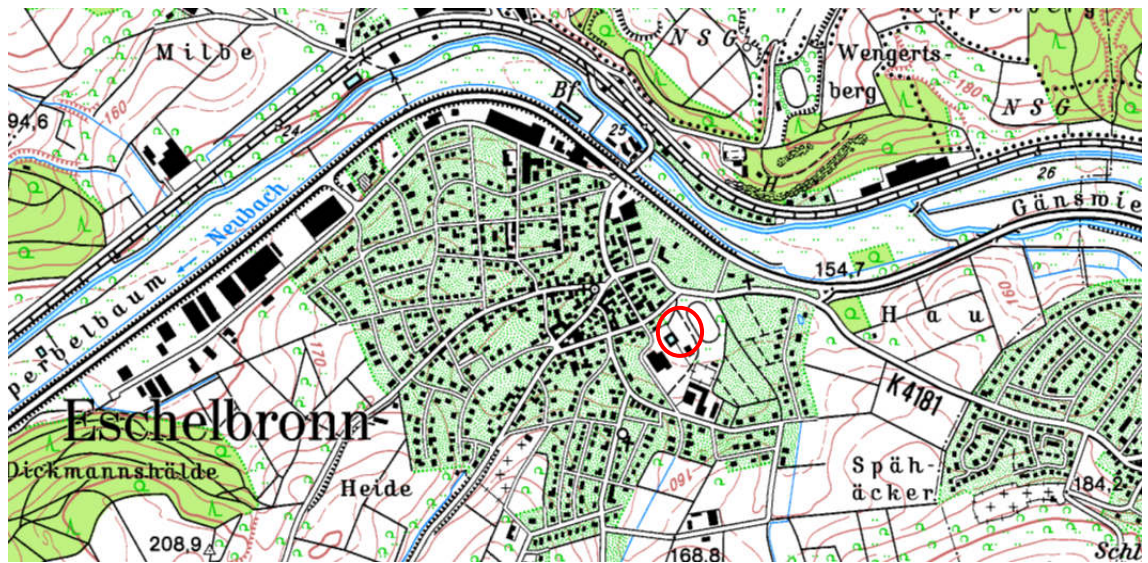 Milbe
NSG
Wengerts-
berg
180
NSG
Bf
160
94,6
24
25
26
Neubach
Gänswie
154,7
160
Hau
170
K4181
Eschelbronn
Dickmannshälde
Heide
160
Späh-
äcker
184,2
208,9
168,8
Schl